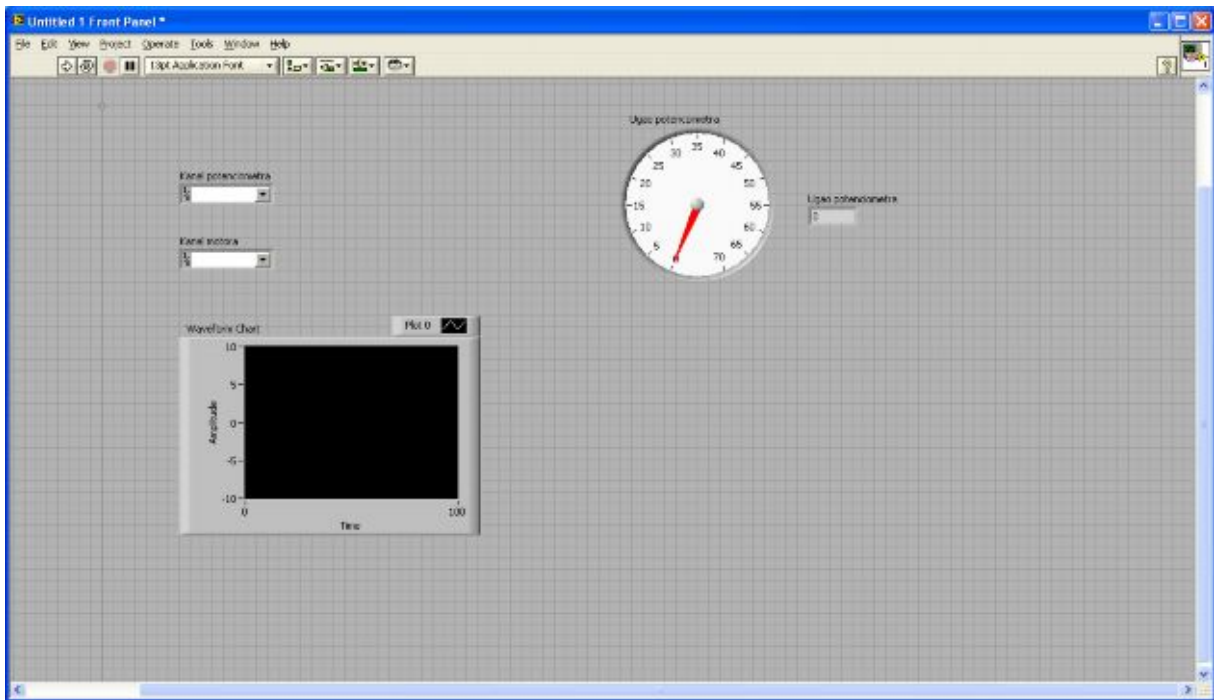 Untitled 1 Front Panel *
File Edit View Project Operate Tools Window Help
13pt Application Font
Ugao potenciometra
Kanal potenciometra
Kanal motora
Ugao potenciometra
0
0 5 10 15 20 25 30 35 40 45 50 55 60 65 70
Waveform Chart
Plot 0
10
5
0
-5
-10
Amplitude
0 100
Time